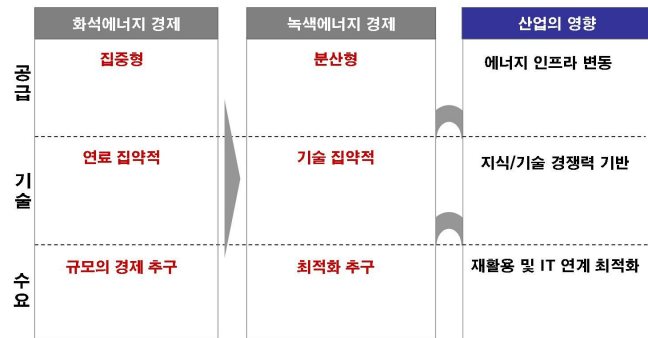 화석에너지 경제
녹색에너지 경제
산업의 영향
공급
집중형
분산형
에너지 인프라 변동
기술
연료 집약적
기술 집약적
지식/기술 경쟁력 기반
수요
규모의 경제 추구
최적화 추구
재활용 및 IT 연계 최적화